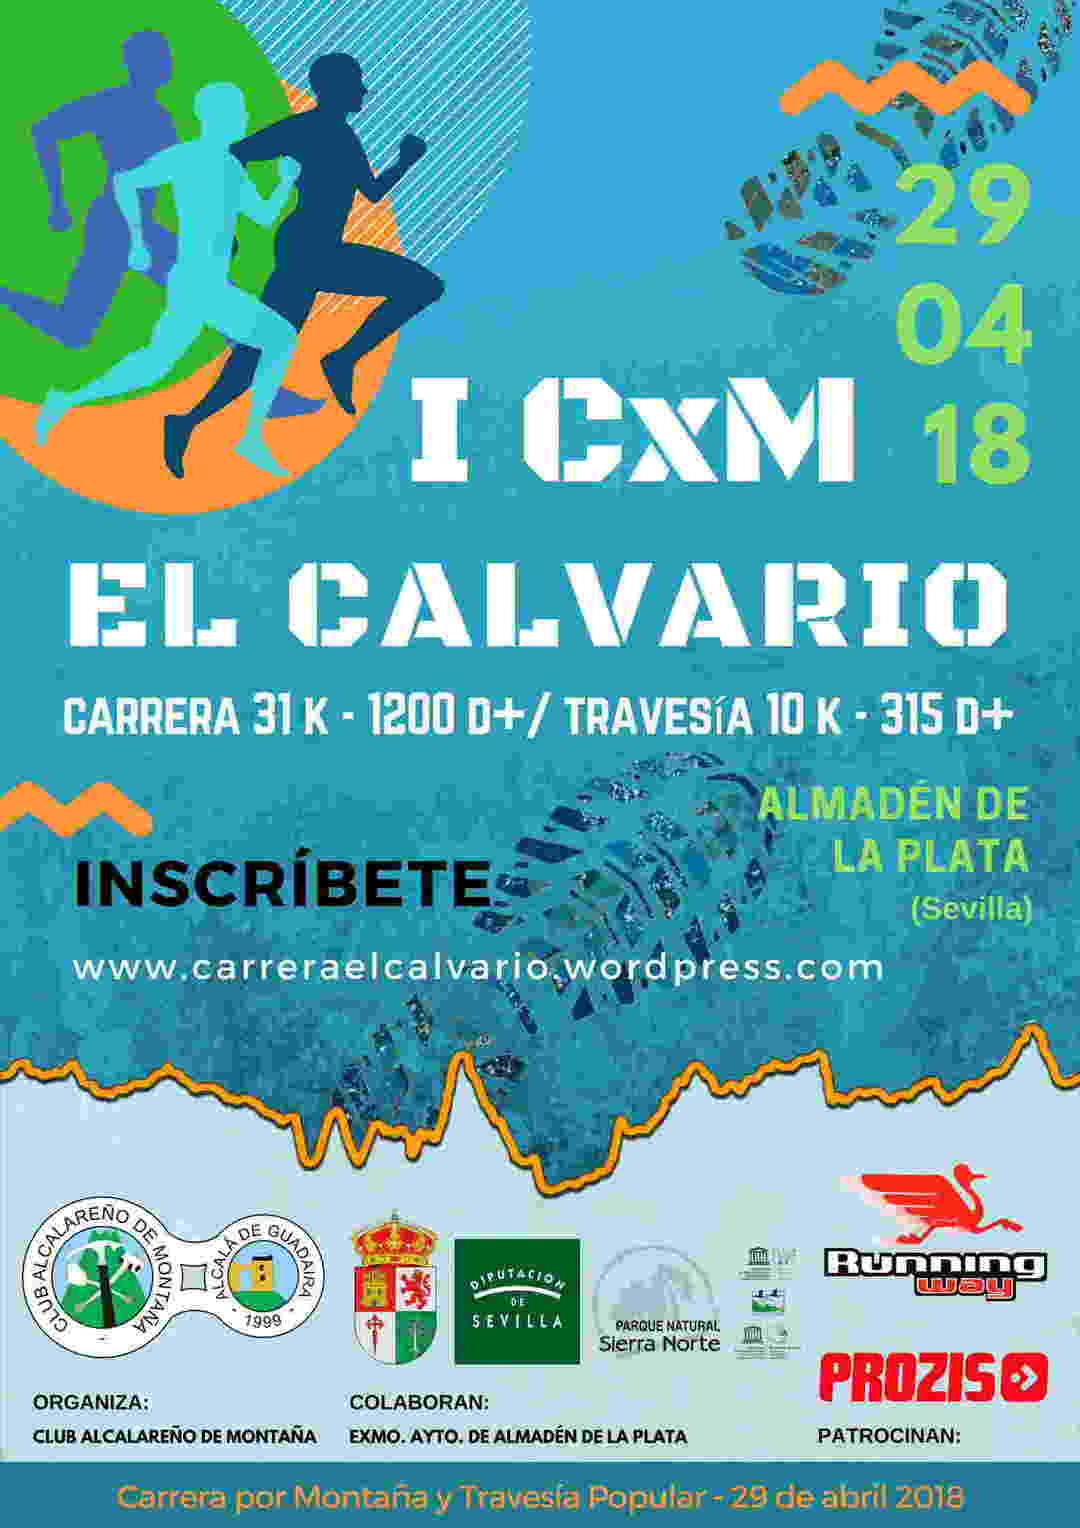 29
04
18
I CxM
EL CALVARIO
CARRERA 31 K - 1200 D+/ TRAVESíA 10 K - 315 D+
ALMADÉN DE
LA PLATA
(Sevilla)
INSCRÍBETE
www.carreraelcalvario.wordpress.com
CLUB ALCALAREÑO DE MONTAÑA
ALCALÁ DE GUADAIRA
· 1999 ·
DIPUTACIÓN
DE
SEVILLA
PARQUE NATURAL
Sierra Norte
Running
way
PROZIS
ORGANIZA:
CLUB ALCALAREÑO DE MONTAÑA
COLABORAN:
EXMO. AYTO. DE ALMADÉN DE LA PLATA
PATROCINAN:
Carrera por Montaña y Travesía Popular - 29 de abril 2018